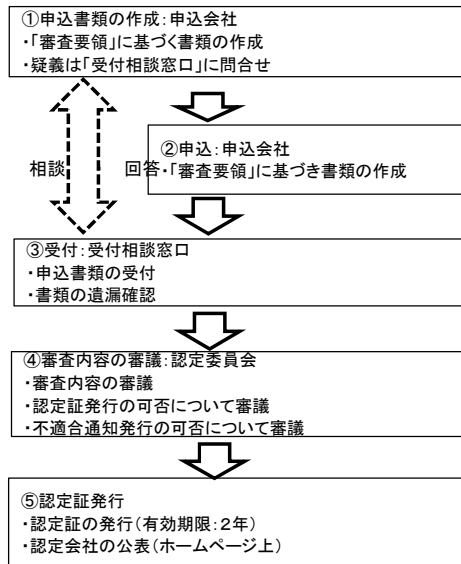 ①申込書類の作成：申込会社
・「審査要領」に基づく書類の作成
・疑義は「受付相談窓口」に問合せ
②申込：申込会社
相談
回答
・「審査要領」に基づき書類の作成
③受付：受付相談窓口
・申込書類の受付
・書類の遺漏確認
④審査内容の審議：認定委員会
・審査内容の審議
・認定証発行の可否について審議
・不適合通知発行の可否について審議
⑤認定証発行
・認定証の発行（有効期限：２年）
・認定会社の公表（ホームページ上）